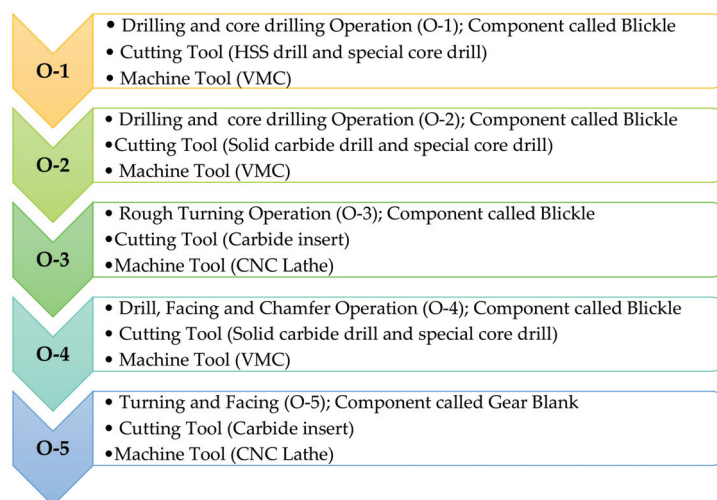 O-1
• Drilling and core drilling Operation (O-1); Component called Blickle
• Cutting Tool (HSS drill and special core drill)
• Machine Tool (VMC)
O-2
• Drilling and core drilling Operation (O-2); Component called Blickle
•Cutting Tool (Solid carbide drill and special core drill)
• Machine Tool (VMC)
O-3
• Rough Turning Operation (O-3); Component called Blickle
•Cutting Tool (Carbide insert)
•Machine Tool (CNC Lathe)
O-4
• Drill, Facing and Chamfer Operation (O-4); Component called Blickle
• Cutting Tool (Solid carbide drill and special core drill)
• Machine Tool (VMC)
O-5
• Turning and Facing (O-5); Component called Gear Blank
• Cutting Tool (Carbide insert)
•Machine Tool (CNC Lathe)